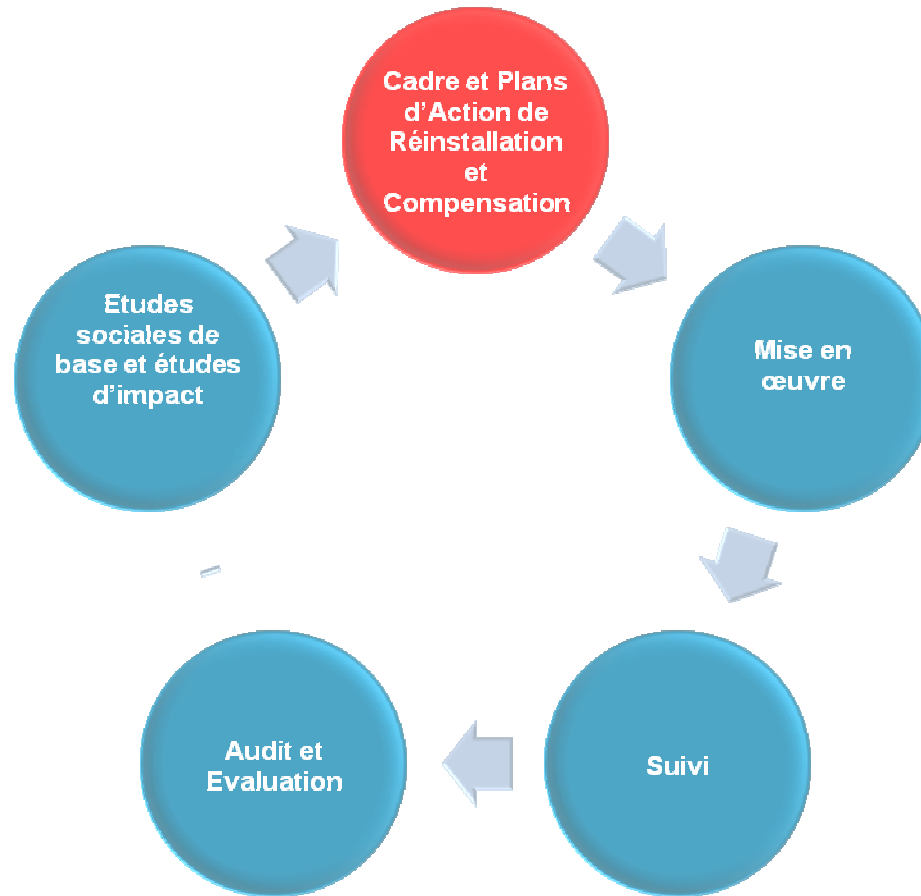 Cadre et Plans
d’Action de
Réinstallation
et
Compensation
Etudes
sociales de
base et études
d’impact
Mise en
œuvre
Audit et
Evaluation
Suivi